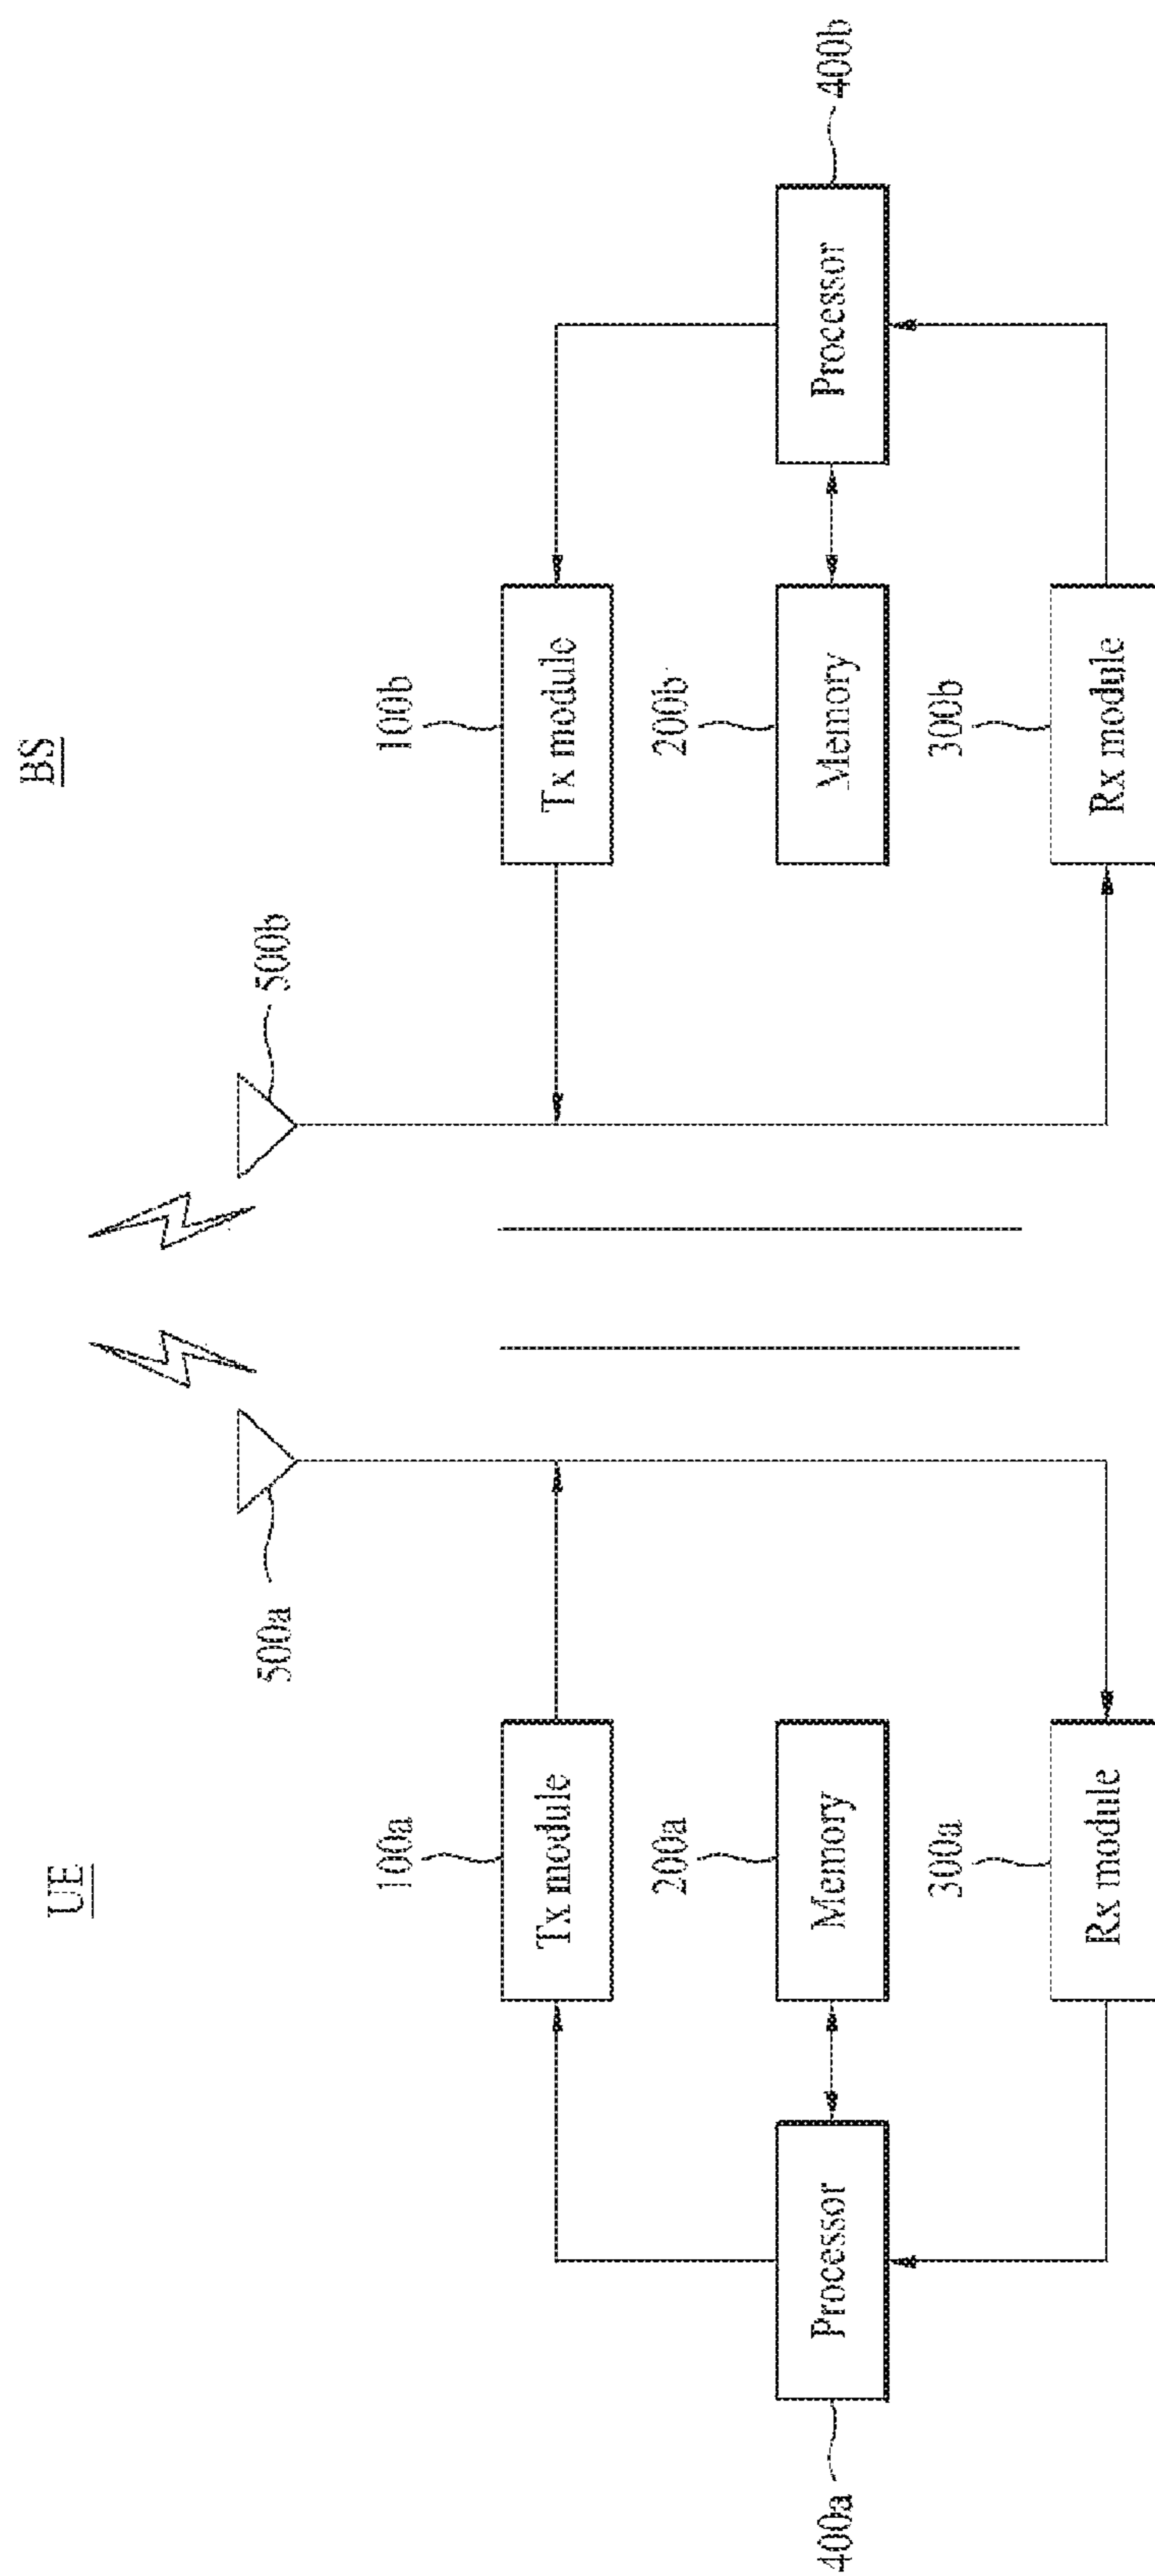 UE
BS
500a
500b
100a
Tx module
100b
Tx module
400a
Processor
200a
Memory
200b
Memory
Processor
400b
300a
Rx module
300b
Rx module